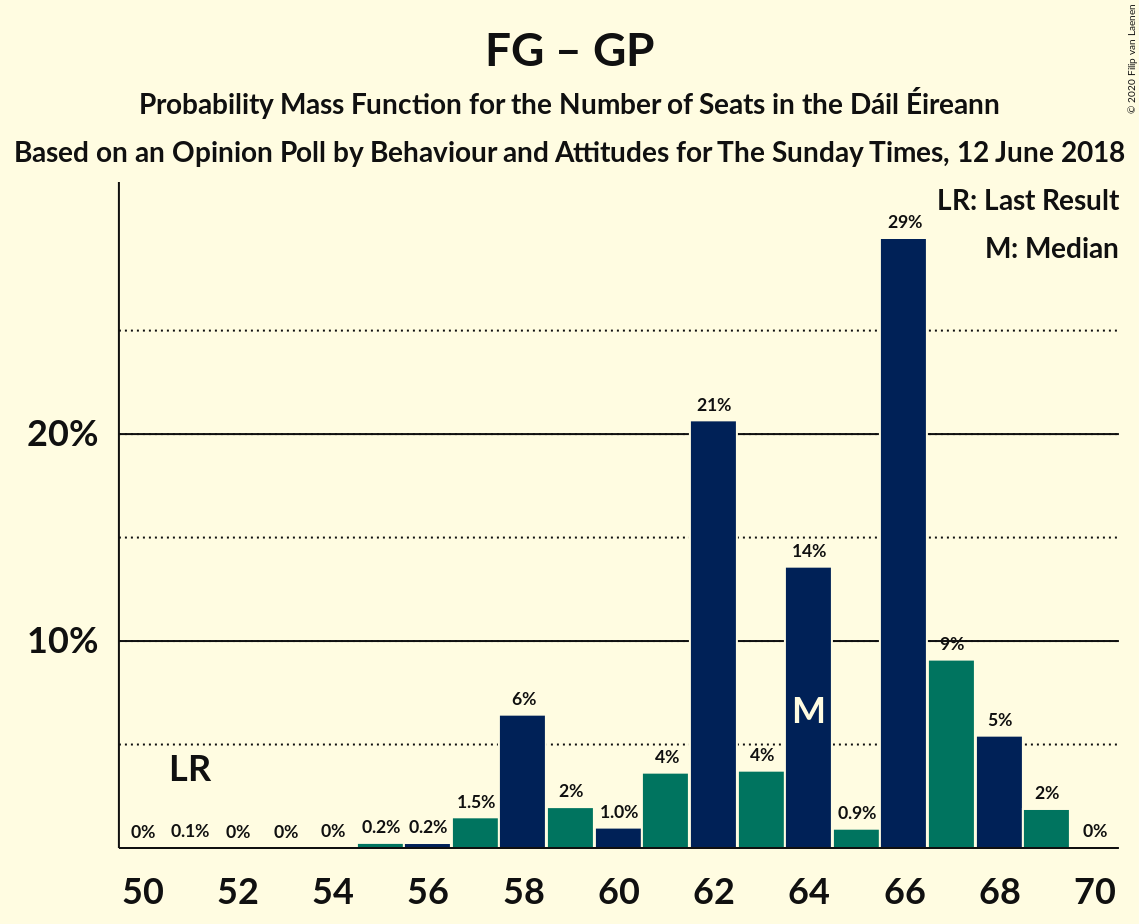 FG – GP
Probability Mass Function for the Number of Seats in the Dáil Éireann
Based on an Opinion Poll by Behaviour and Attitudes for The Sunday Times, 12 June 2018
© 2020 Filip van Laenen
LR: Last Result
M: Median
20%
10%
0% 0.1% 0% 0% 0% 0.2% 0.2% 1.5% 6% 2% 1.0% 4% 21% 4% 14% 0.9% 29% 9% 5% 2% 0%
LR
M
50 52 54 56 58 60 62 64 66 68 70